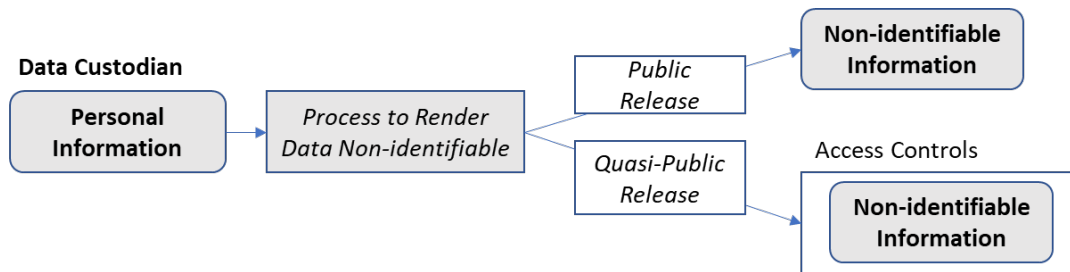 Data Custodian
Personal
Information
Process to Render
Data Non-identifiable
Public
Release
Non-identifiable
Information
Quasi-Public
Release
Access Controls
Non-identifiable
Information